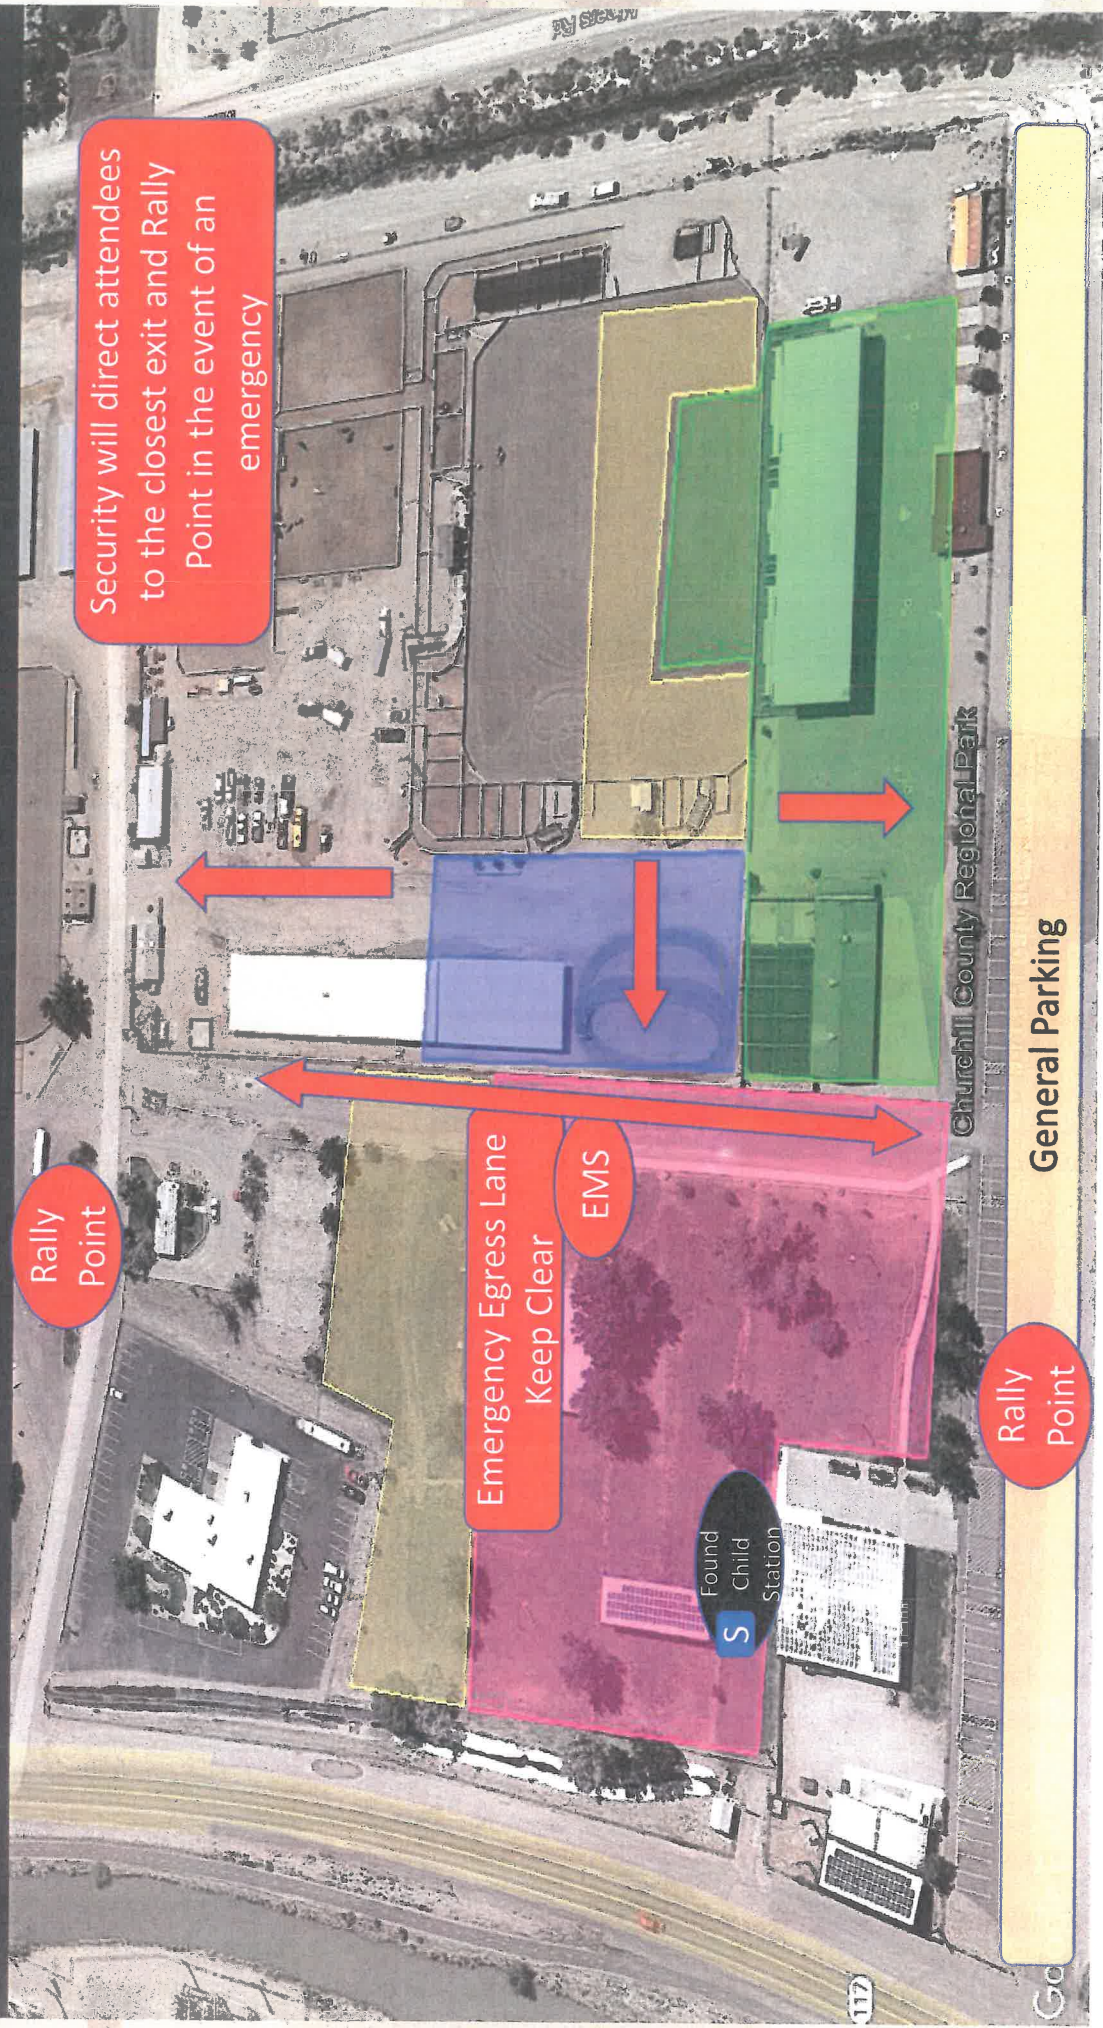 Security will direct attendees
to the closest exit and Rally
Point in the event of an
emergency
Rally
Point
Emergency Egress Lane
Keep Clear
EMS
Found
Child
Station
S
Churchill County Regional Park
General Parking
Rally
Point
117
Go